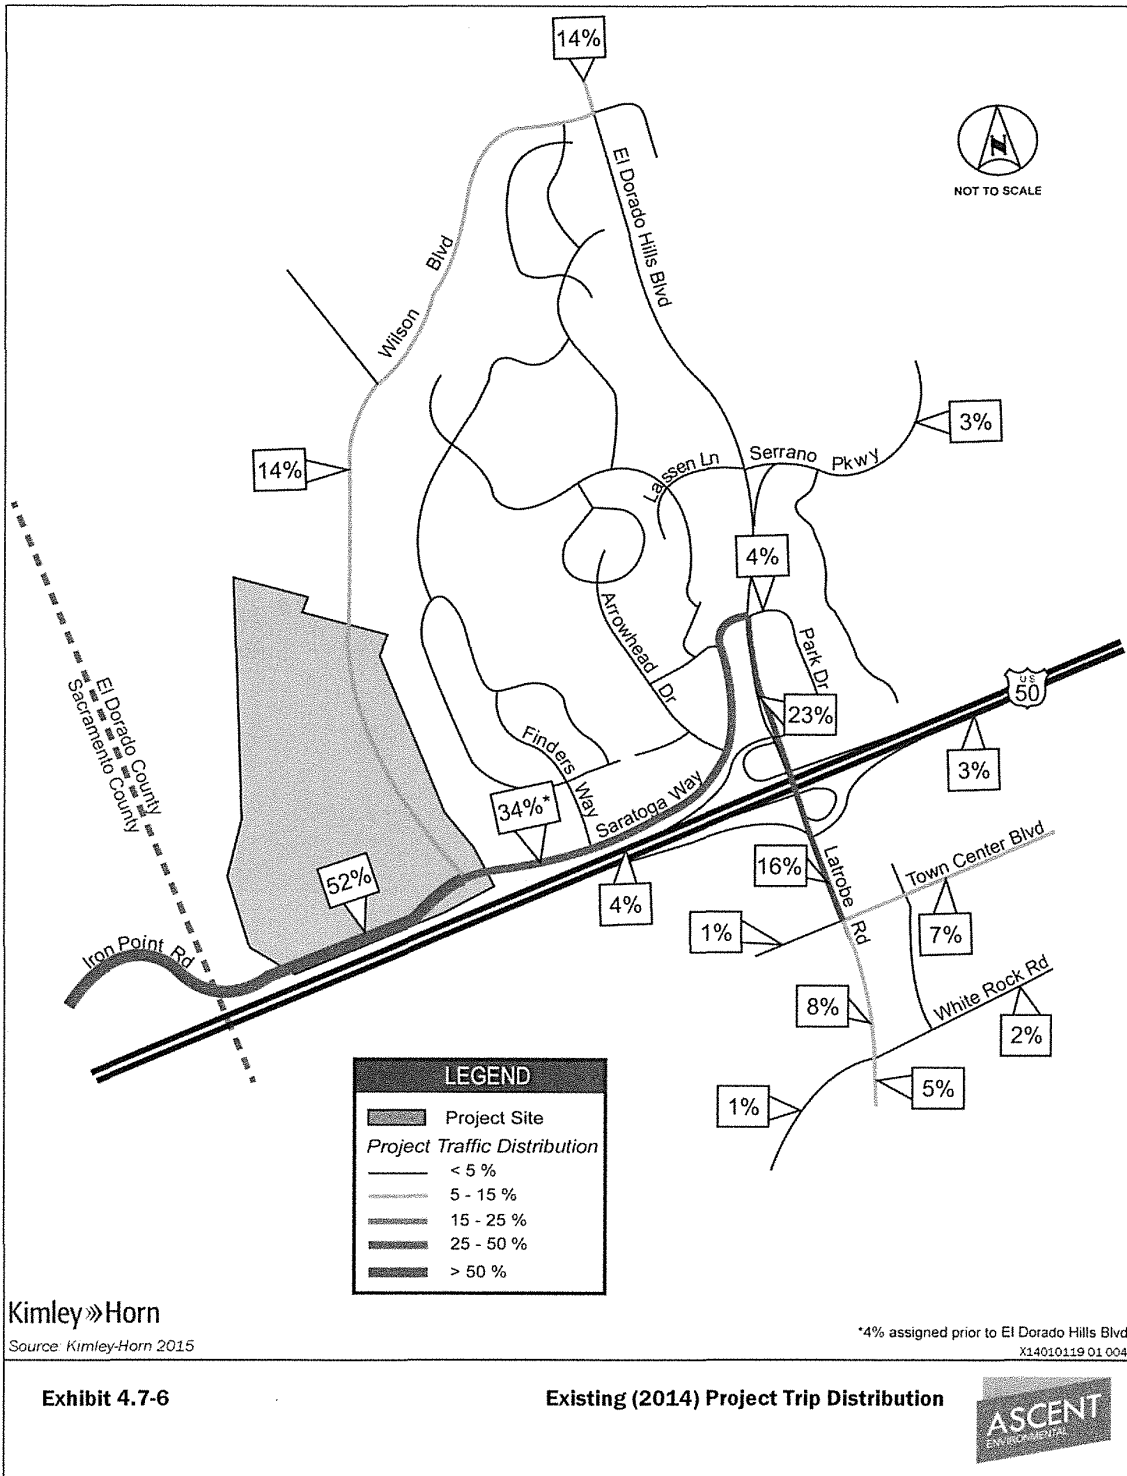 14%
N
NOT TO SCALE
El Dorado Hills Blvd
Wilson Blvd
3%
14%
Lassen Ln
Serrano Pkwy
4%
Arrowhead Dr
Park Dr
El Dorado County
Sacramento County
US
50
23%
Finders Way
3%
34%*
Saratoga Way
52%
4%
16%
Latrobe Rd
Town Center Blvd
1%
7%
Iron Point Rd
8%
White Rock Rd
2%
5%
1%
LEGEND
Project Site
Project Traffic Distribution
< 5 %
5 - 15 %
15 - 25 %
25 - 50 %
> 50 %
Kimley»Horn
Source: Kimley-Horn 2015
*4% assigned prior to El Dorado Hills Blvd
X14010119 01 004
Exhibit 4.7-6
Existing (2014) Project Trip Distribution
ASCENT
ENVIRONMENTAL